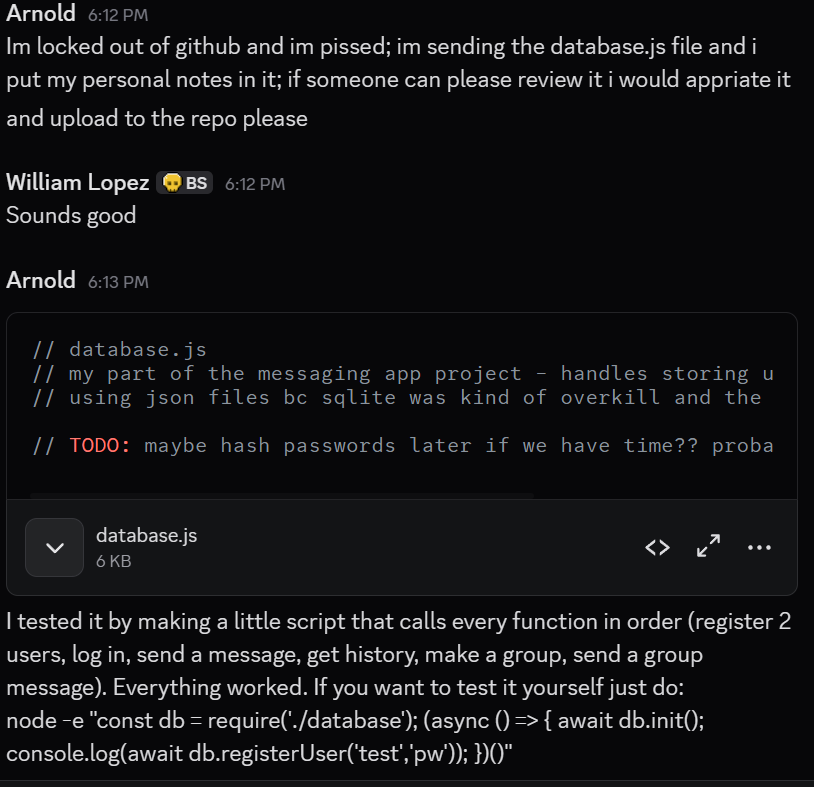 Arnold 6:12 PM
Im locked out of github and im pissed; im sending the database.js file and i
put my personal notes in it; if someone can please review it i would appriate it
and upload to the repo please
William Lopez BS 6:12 PM
Sounds good
Arnold 6:13 PM
// database.js
// my part of the messaging app project - handles storing u
// using json files bc sqlite was kind of overkill and the
// TODO: maybe hash passwords later if we have time?? proba
database.js
6 KB
I tested it by making a little script that calls every function in order (register 2
users, log in, send a message, get history, make a group, send a group
message). Everything worked. If you want to test it yourself just do:
node -e "const db = require('./database'); (async () => { await db.init();
console.log(await db.registerUser('test','pw')); })()"